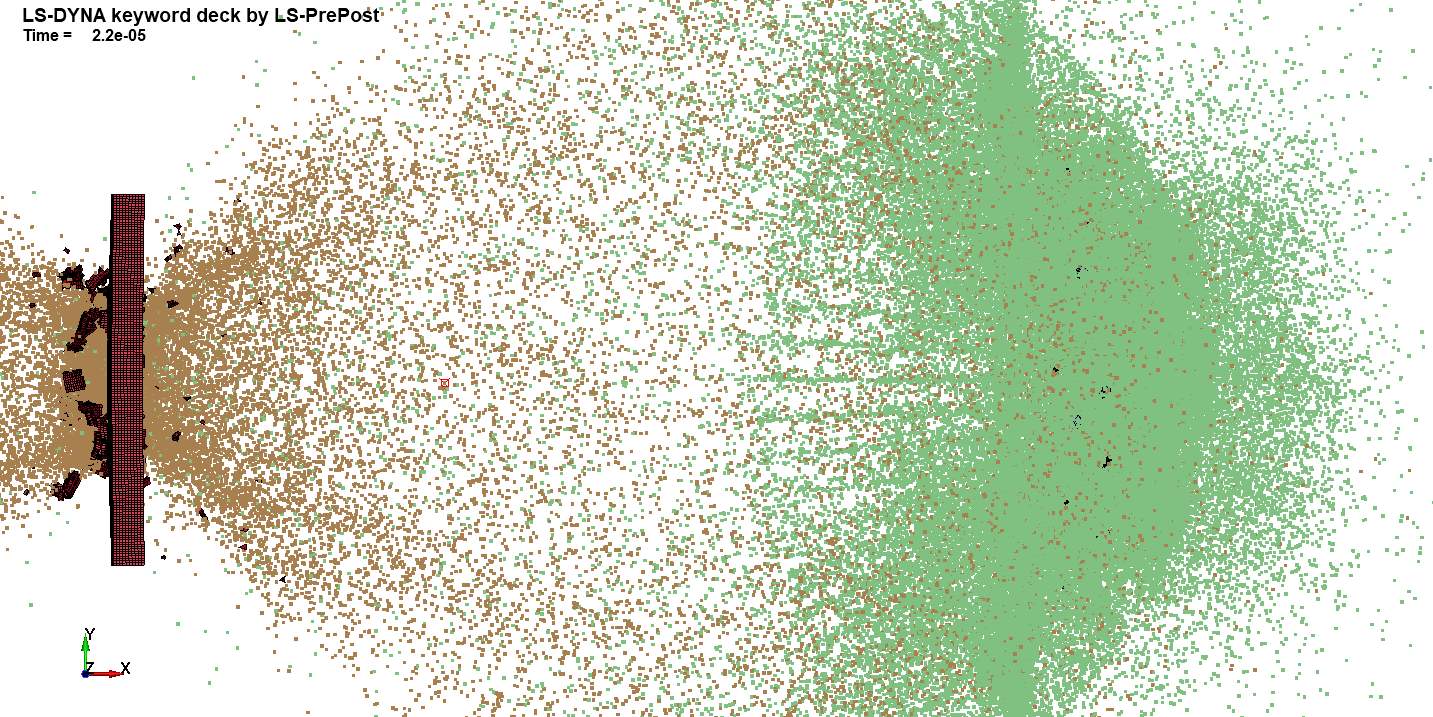 LS-DYNA keyword deck by LS-PrePost
Time = 2.2e-05
Y
Z X